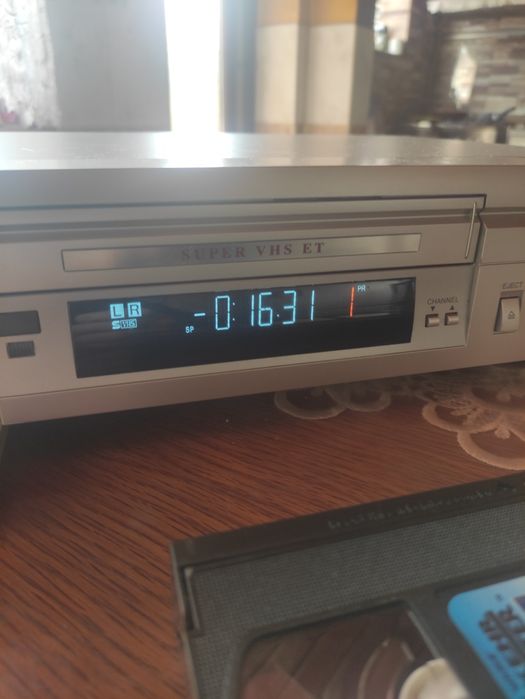 SUPER VHS ET
L R
S VHS
SP -0:16.31 1 PR
CHANNEL
EJECT